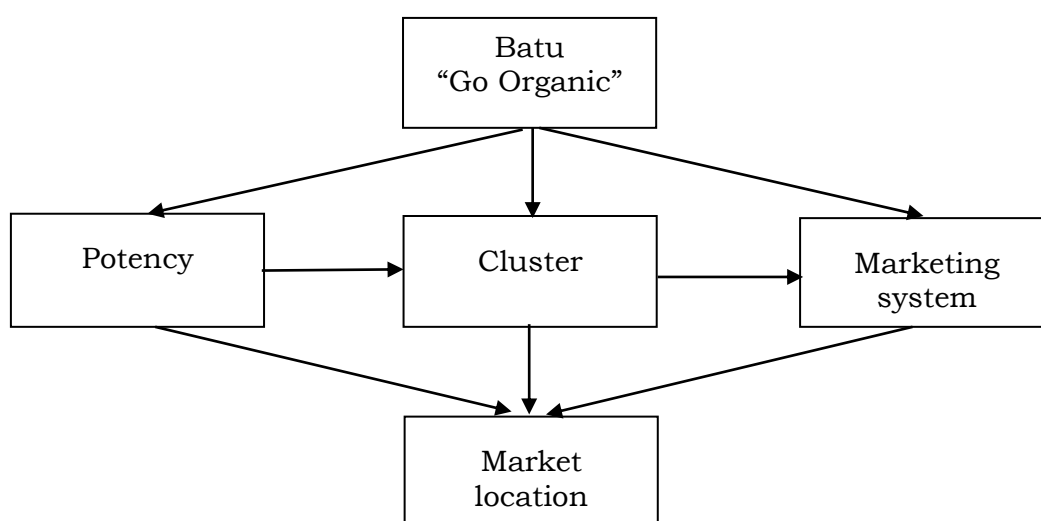 Batu
“Go Organic”
Potency
Cluster
Marketing
system
Market
location